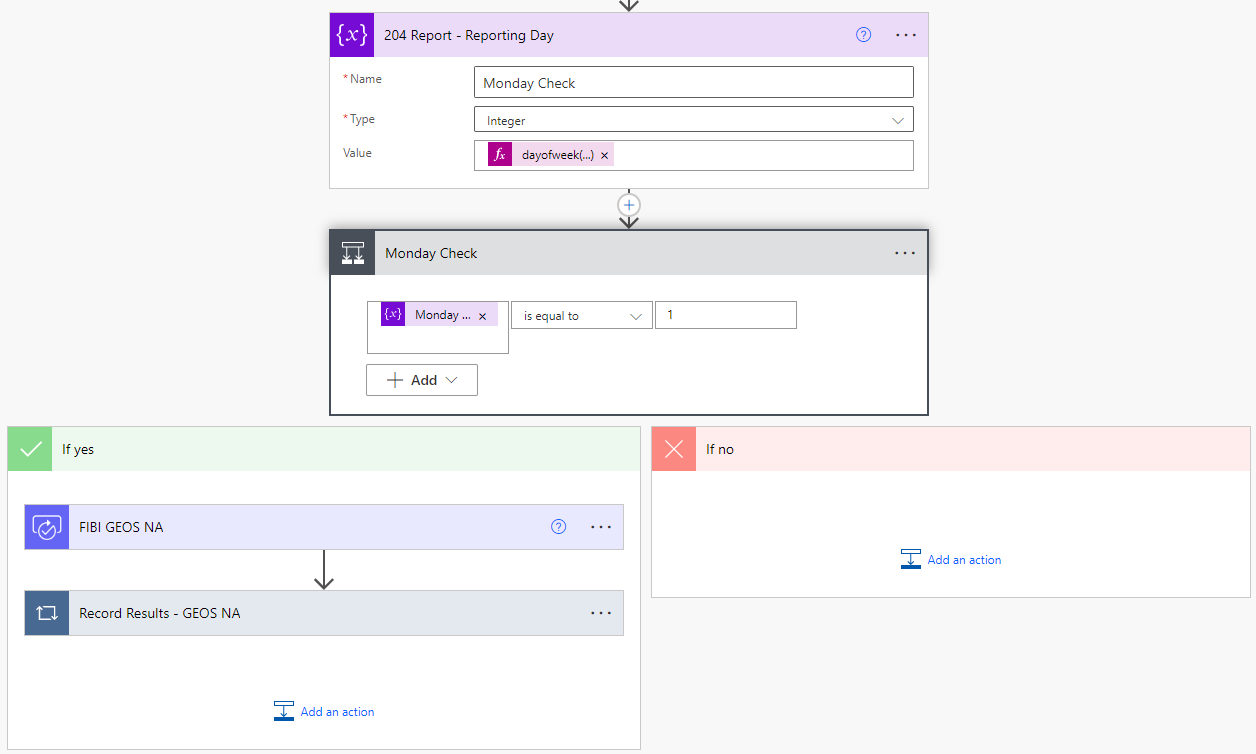 {x} 204 Report - Reporting Day ? ...
* Name Monday Check
* Type Integer
Value fx dayofweek(...) ×
+
Monday Check ...
{x} Monday ... × is equal to 1
+ Add
If yes
If no
FIBI GEOS NA ? ...
Add an action
Record Results - GEOS NA ...
Add an action